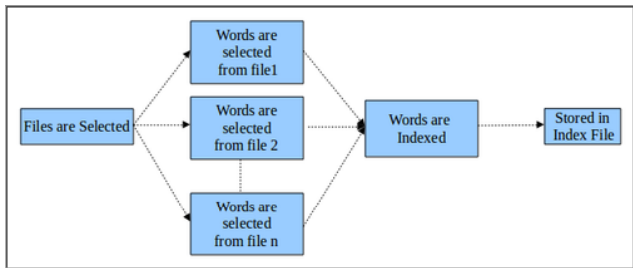 Files are Selected
Words are
selected
from file1
Words are
selected
from file 2
Words are
selected
from file n
Words are
Indexed
Stored in
Index File